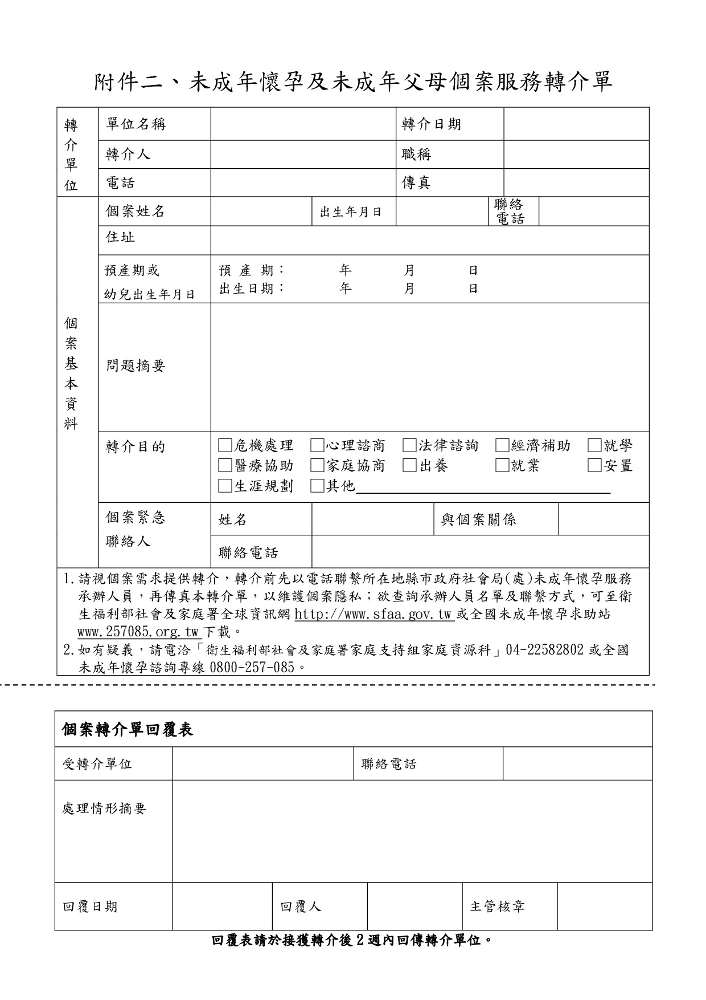 附件二、未成年懷孕及未成年父母個案服務轉介單
轉介單位
單位名稱 轉介日期
轉介人 職稱
電話 傳真
個案基本資料
個案姓名 出生年月日 聯絡電話
住址
預產期或
幼兒出生年月日
預 產 期： 年 月 日
出生日期： 年 月 日
問題摘要
轉介目的
□危機處理 □心理諮商 □法律諮詢 □經濟補助 □就學
□醫療協助 □家庭協商 □出養 □就業 □安置
□生涯規劃 □其他
個案緊急
聯絡人
姓名 與個案關係
聯絡電話
1.請視個案需求提供轉介，轉介前先以電話聯繫所在地縣市政府社會局(處)未成年懷孕服務
承辦人員，再傳真本轉介單，以維護個案隱私；欲查詢承辦人員名單及聯繫方式，可至衛
生福利部社會及家庭署全球資訊網 http://www.sfaa.gov.tw 或全國未成年懷孕求助站
www.257085.org.tw 下載。
2.如有疑義，請電洽「衛生福利部社會及家庭署家庭支持組家庭資源科」04-22582802 或全國
未成年懷孕諮詢專線 0800-257-085。
個案轉介單回覆表
受轉介單位 聯絡電話
處理情形摘要
回覆日期 回覆人 主管核章
回覆表請於接獲轉介後 2 週內回傳轉介單位。